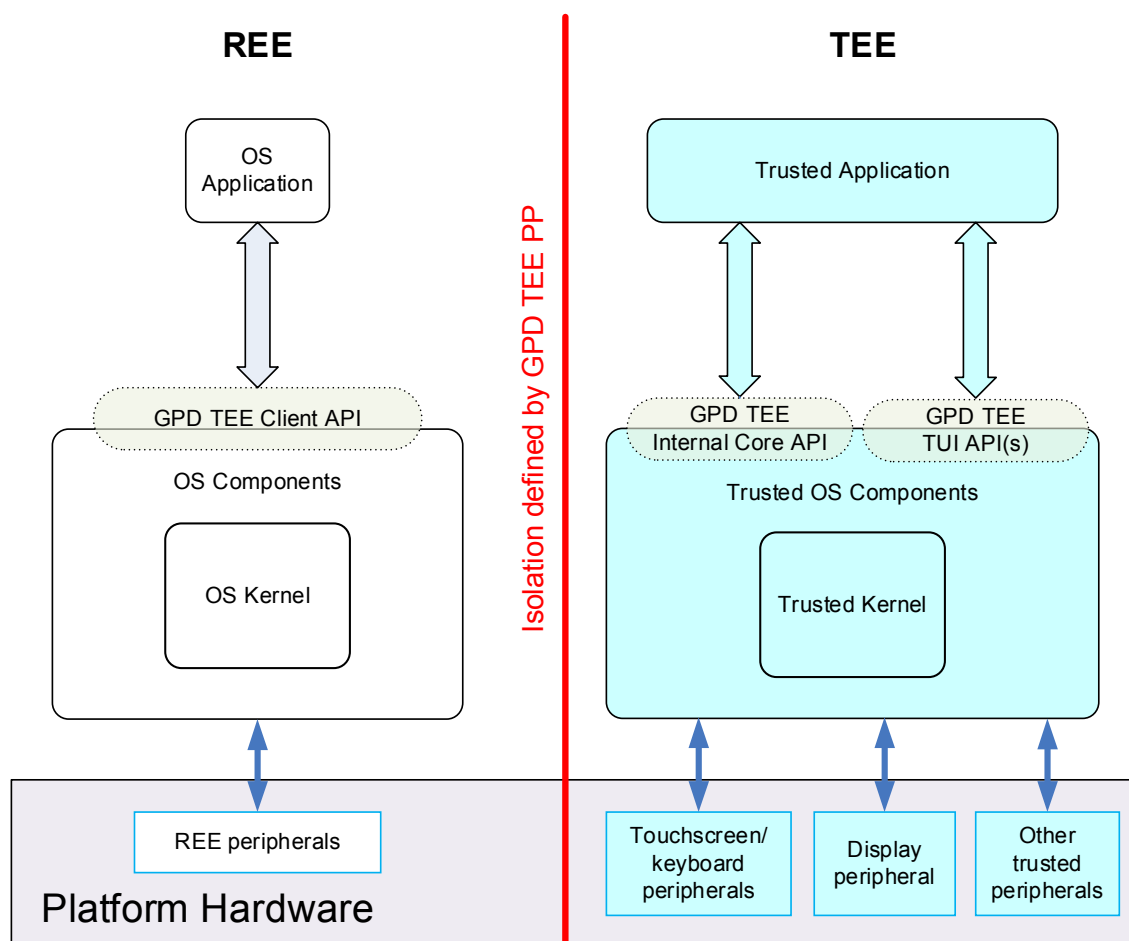 REE
TEE
OS
Application
Trusted Application
Isolation defined by GPD TEE PP
GPD TEE Client API
GPD TEE
Internal Core API
GPD TEE
TUI API(s)
OS Components
Trusted OS Components
OS Kernel
Trusted Kernel
REE peripherals
Touchscreen/
keyboard
peripherals
Display
peripheral
Other
trusted
peripherals
Platform Hardware